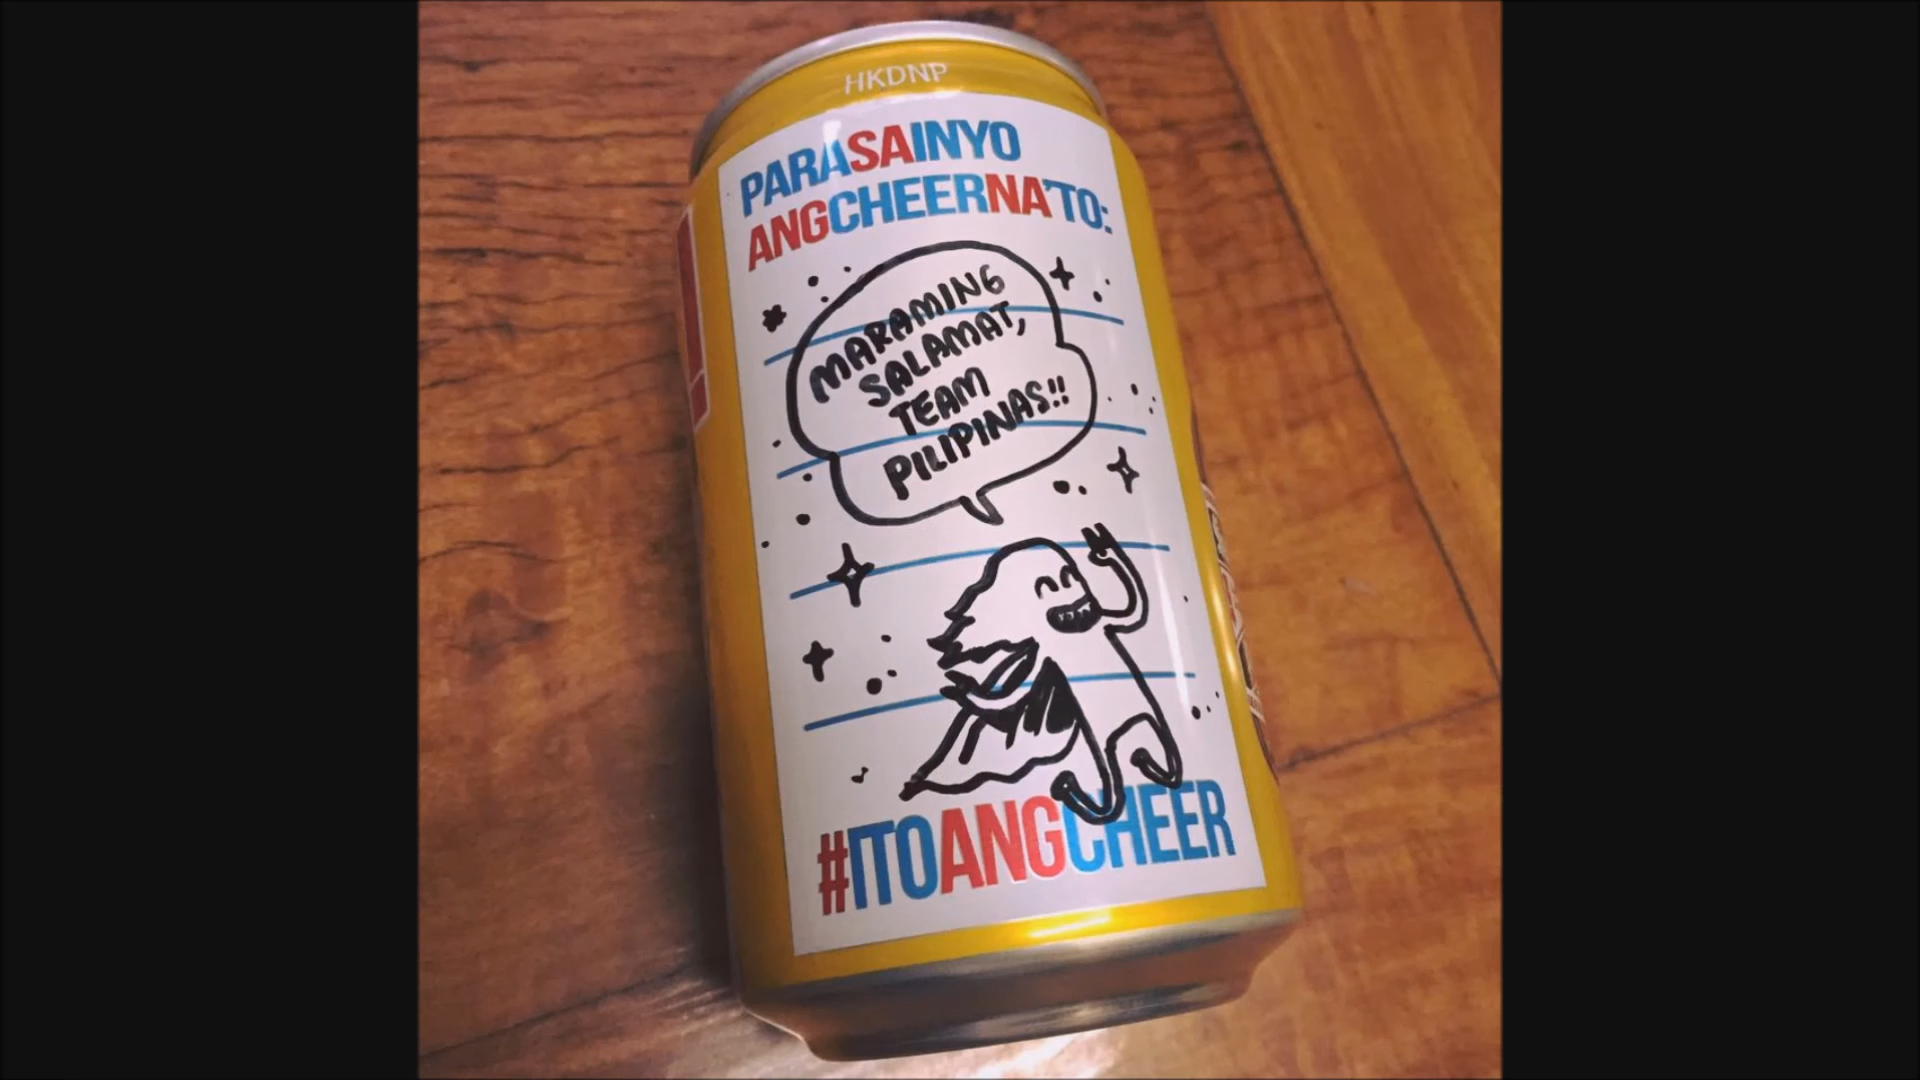 HKDNP
PARASAINYO
ANGCHEERNA'TO:
MARAMING
SALAMAT,
TEAM
PILIPINAS!!
#ITOANGCHEER